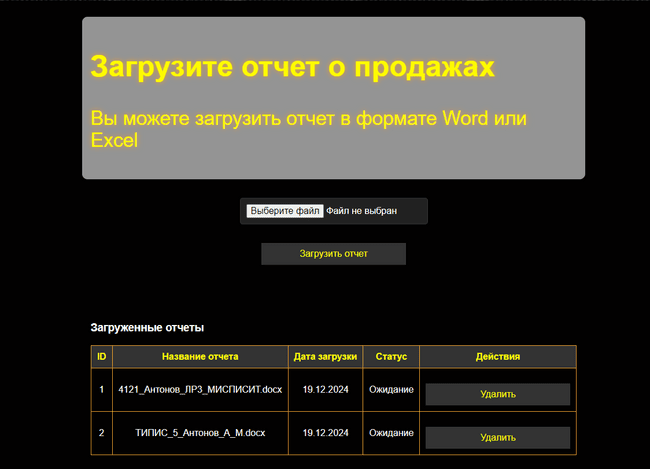 Загрузите отчет о продажах
Вы можете загрузить отчет в формате Word или
Excel
Выберите файл Файл не выбран
Загрузить отчет
Загруженные отчеты
ID Название отчета Дата загрузки Статус Действия
1 4121_Антонов_ЛР3_МИСПИСИТ.docx 19.12.2024 Ожидание Удалить
2 ТИПИС_5_Антонов_А_М.docx 19.12.2024 Ожидание Удалить